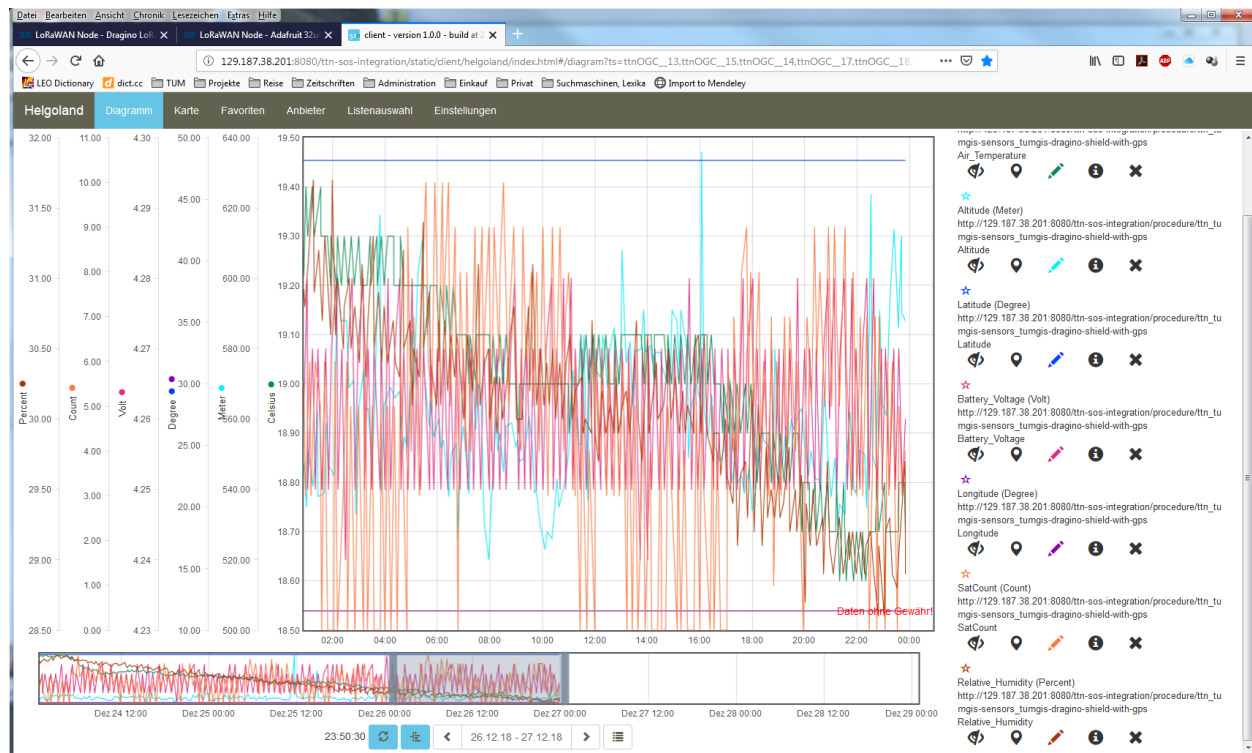 Datei Bearbeiten Ansicht Chronik Lesezeichen Extras Hilfe
LoRaWAN Node - Dragino LoR
LoRaWAN Node - Adafruit 32u
client - version 1.0.0 - build at 2
129.187.38.201:8080/ttn-sos-integration/static/client/helgoland/index.html#/diagram?ts=ttnOGC__13,ttnOGC__15,ttnOGC__14,ttnOGC__17,ttnOGC__18
LEO Dictionary dict.cc TUM Projekte Reise Zeitschriften Administration Einkauf Privat Suchmaschinen, Lexika Import to Mendeley
Helgoland Diagramm Karte Favoriten Anbieter Listenauswahl Einstellungen
32.00 11.00 4.30 50.00 640.00 19.50
10.00 19.40
31.50 4.29 45.00 620.00
9.00 19.30
31.00 8.00 4.28 40.00 600.00
19.20
7.00 35.00
30.50 4.27 580.00 19.10
6.00
30.00 19.00
Percent Count Volt Degree Meter Celsius
30.00 5.00 4.26 560.00
18.90
25.00
4.00
29.50 4.25 540.00 18.80
3.00 20.00
18.70
29.00 2.00 4.24 15.00 520.00
1.00 18.60
28.50 0.00 4.23 10.00 500.00 18.50
Daten ohne Gewähr!
02:00 04:00 06:00 08:00 10:00 12:00 14:00 16:00 18:00 20:00 22:00 00:00
Dez 24 12:00 Dez 25 00:00 Dez 25 12:00 Dez 26 00:00 Dez 26 12:00 Dez 27 00:00 Dez 27 12:00 Dez 28 00:00 Dez 28 12:00 Dez 29 00:00
23:50:30 26.12.18 - 27.12.18
http://129.187.38.201:8080/ttn-sos-integration/procedure/ttn_tu
mgis-sensors_tumgis-dragino-shield-with-gps
Air_Temperature
Altitude (Meter)
http://129.187.38.201:8080/ttn-sos-integration/procedure/ttn_tu
mgis-sensors_tumgis-dragino-shield-with-gps
Altitude
Latitude (Degree)
http://129.187.38.201:8080/ttn-sos-integration/procedure/ttn_tu
mgis-sensors_tumgis-dragino-shield-with-gps
Latitude
Battery_Voltage (Volt)
http://129.187.38.201:8080/ttn-sos-integration/procedure/ttn_tu
mgis-sensors_tumgis-dragino-shield-with-gps
Battery_Voltage
Longitude (Degree)
http://129.187.38.201:8080/ttn-sos-integration/procedure/ttn_tu
mgis-sensors_tumgis-dragino-shield-with-gps
Longitude
SatCount (Count)
http://129.187.38.201:8080/ttn-sos-integration/procedure/ttn_tu
mgis-sensors_tumgis-dragino-shield-with-gps
SatCount
Relative_Humidity (Percent)
http://129.187.38.201:8080/ttn-sos-integration/procedure/ttn_tu
mgis-sensors_tumgis-dragino-shield-with-gps
Relative_Humidity